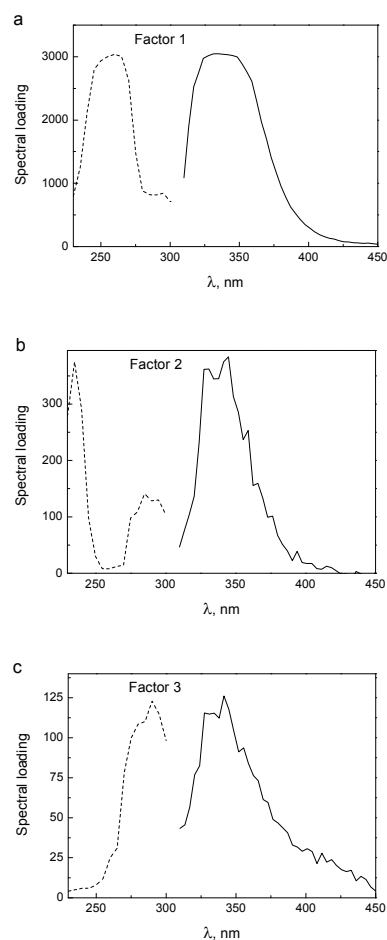 a
Factor 1
Spectral loading
3000
2000
1000
0
250 300 350 400 450
λ, nm
b
Factor 2
Spectral loading
300
200
100
0
250 300 350 400 450
λ, nm
c
Factor 3
Spectral loading
125
100
75
50
25
0
250 300 350 400 450
λ, nm